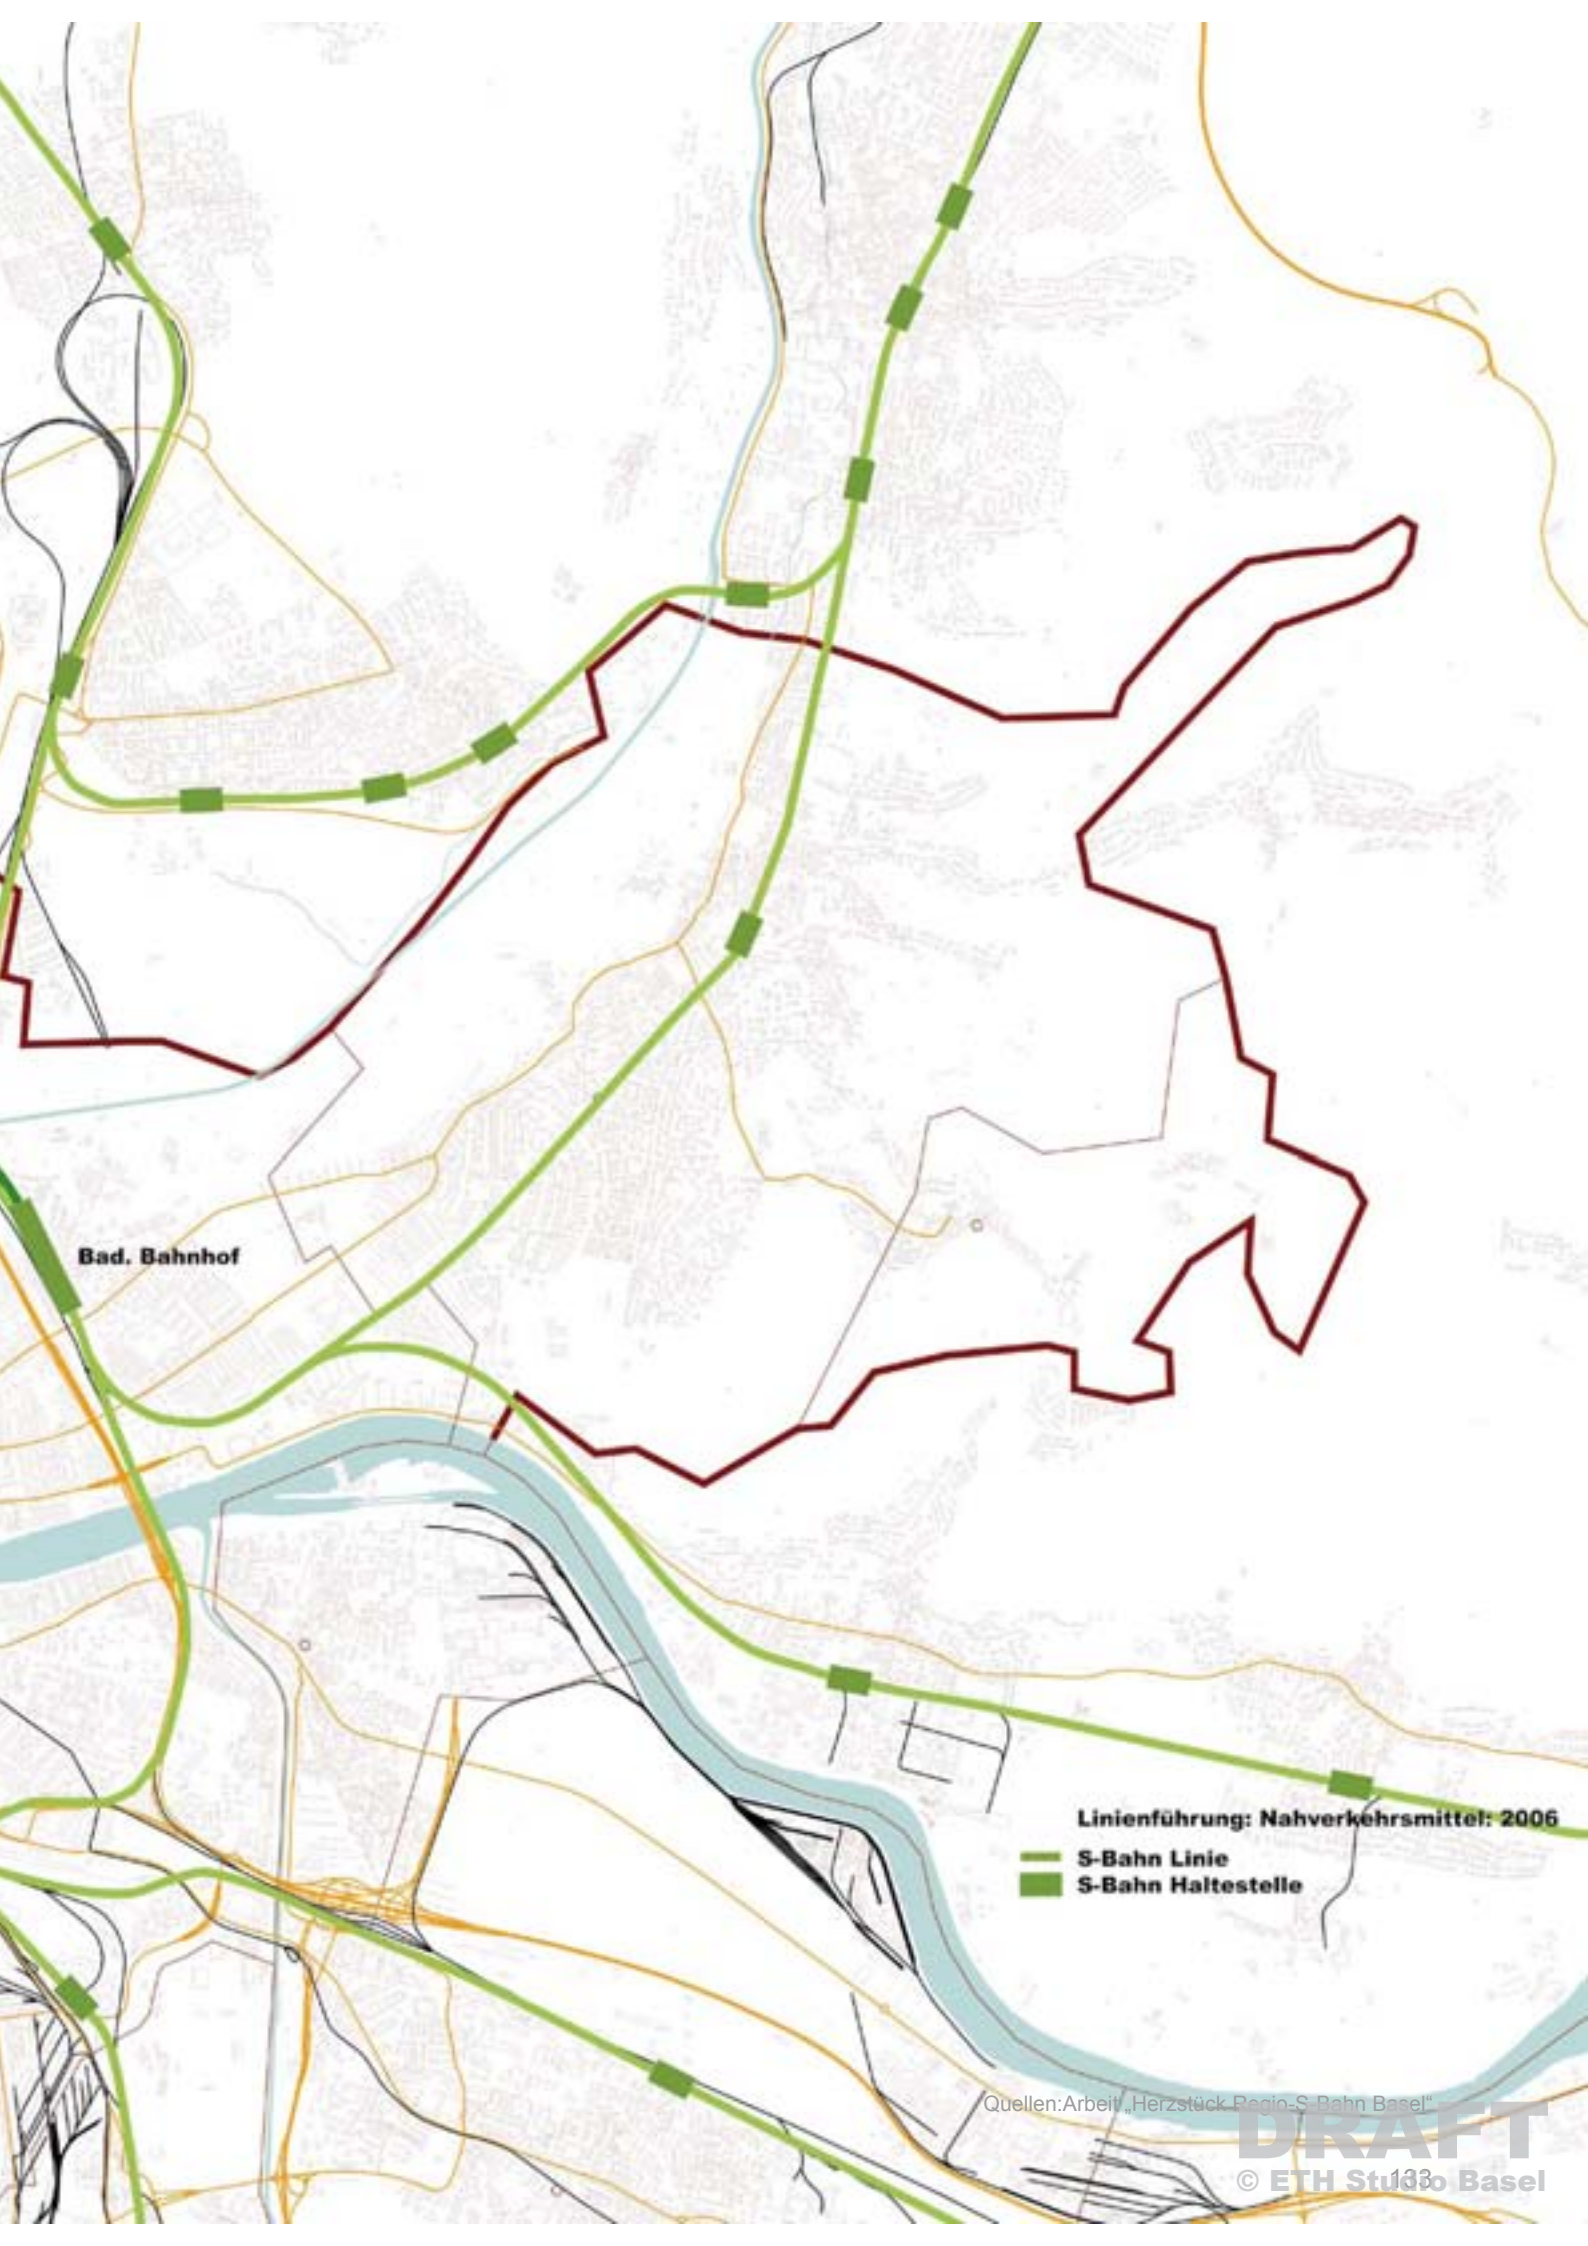 Bad. Bahnhof
Linienführung: Nahverkehrsmittel: 2006
S-Bahn Linie
S-Bahn Haltestelle
Quellen:Arbeit „Herzstück Regio-S-Bahn Basel“
DRAFT
133
© ETH Studio Basel